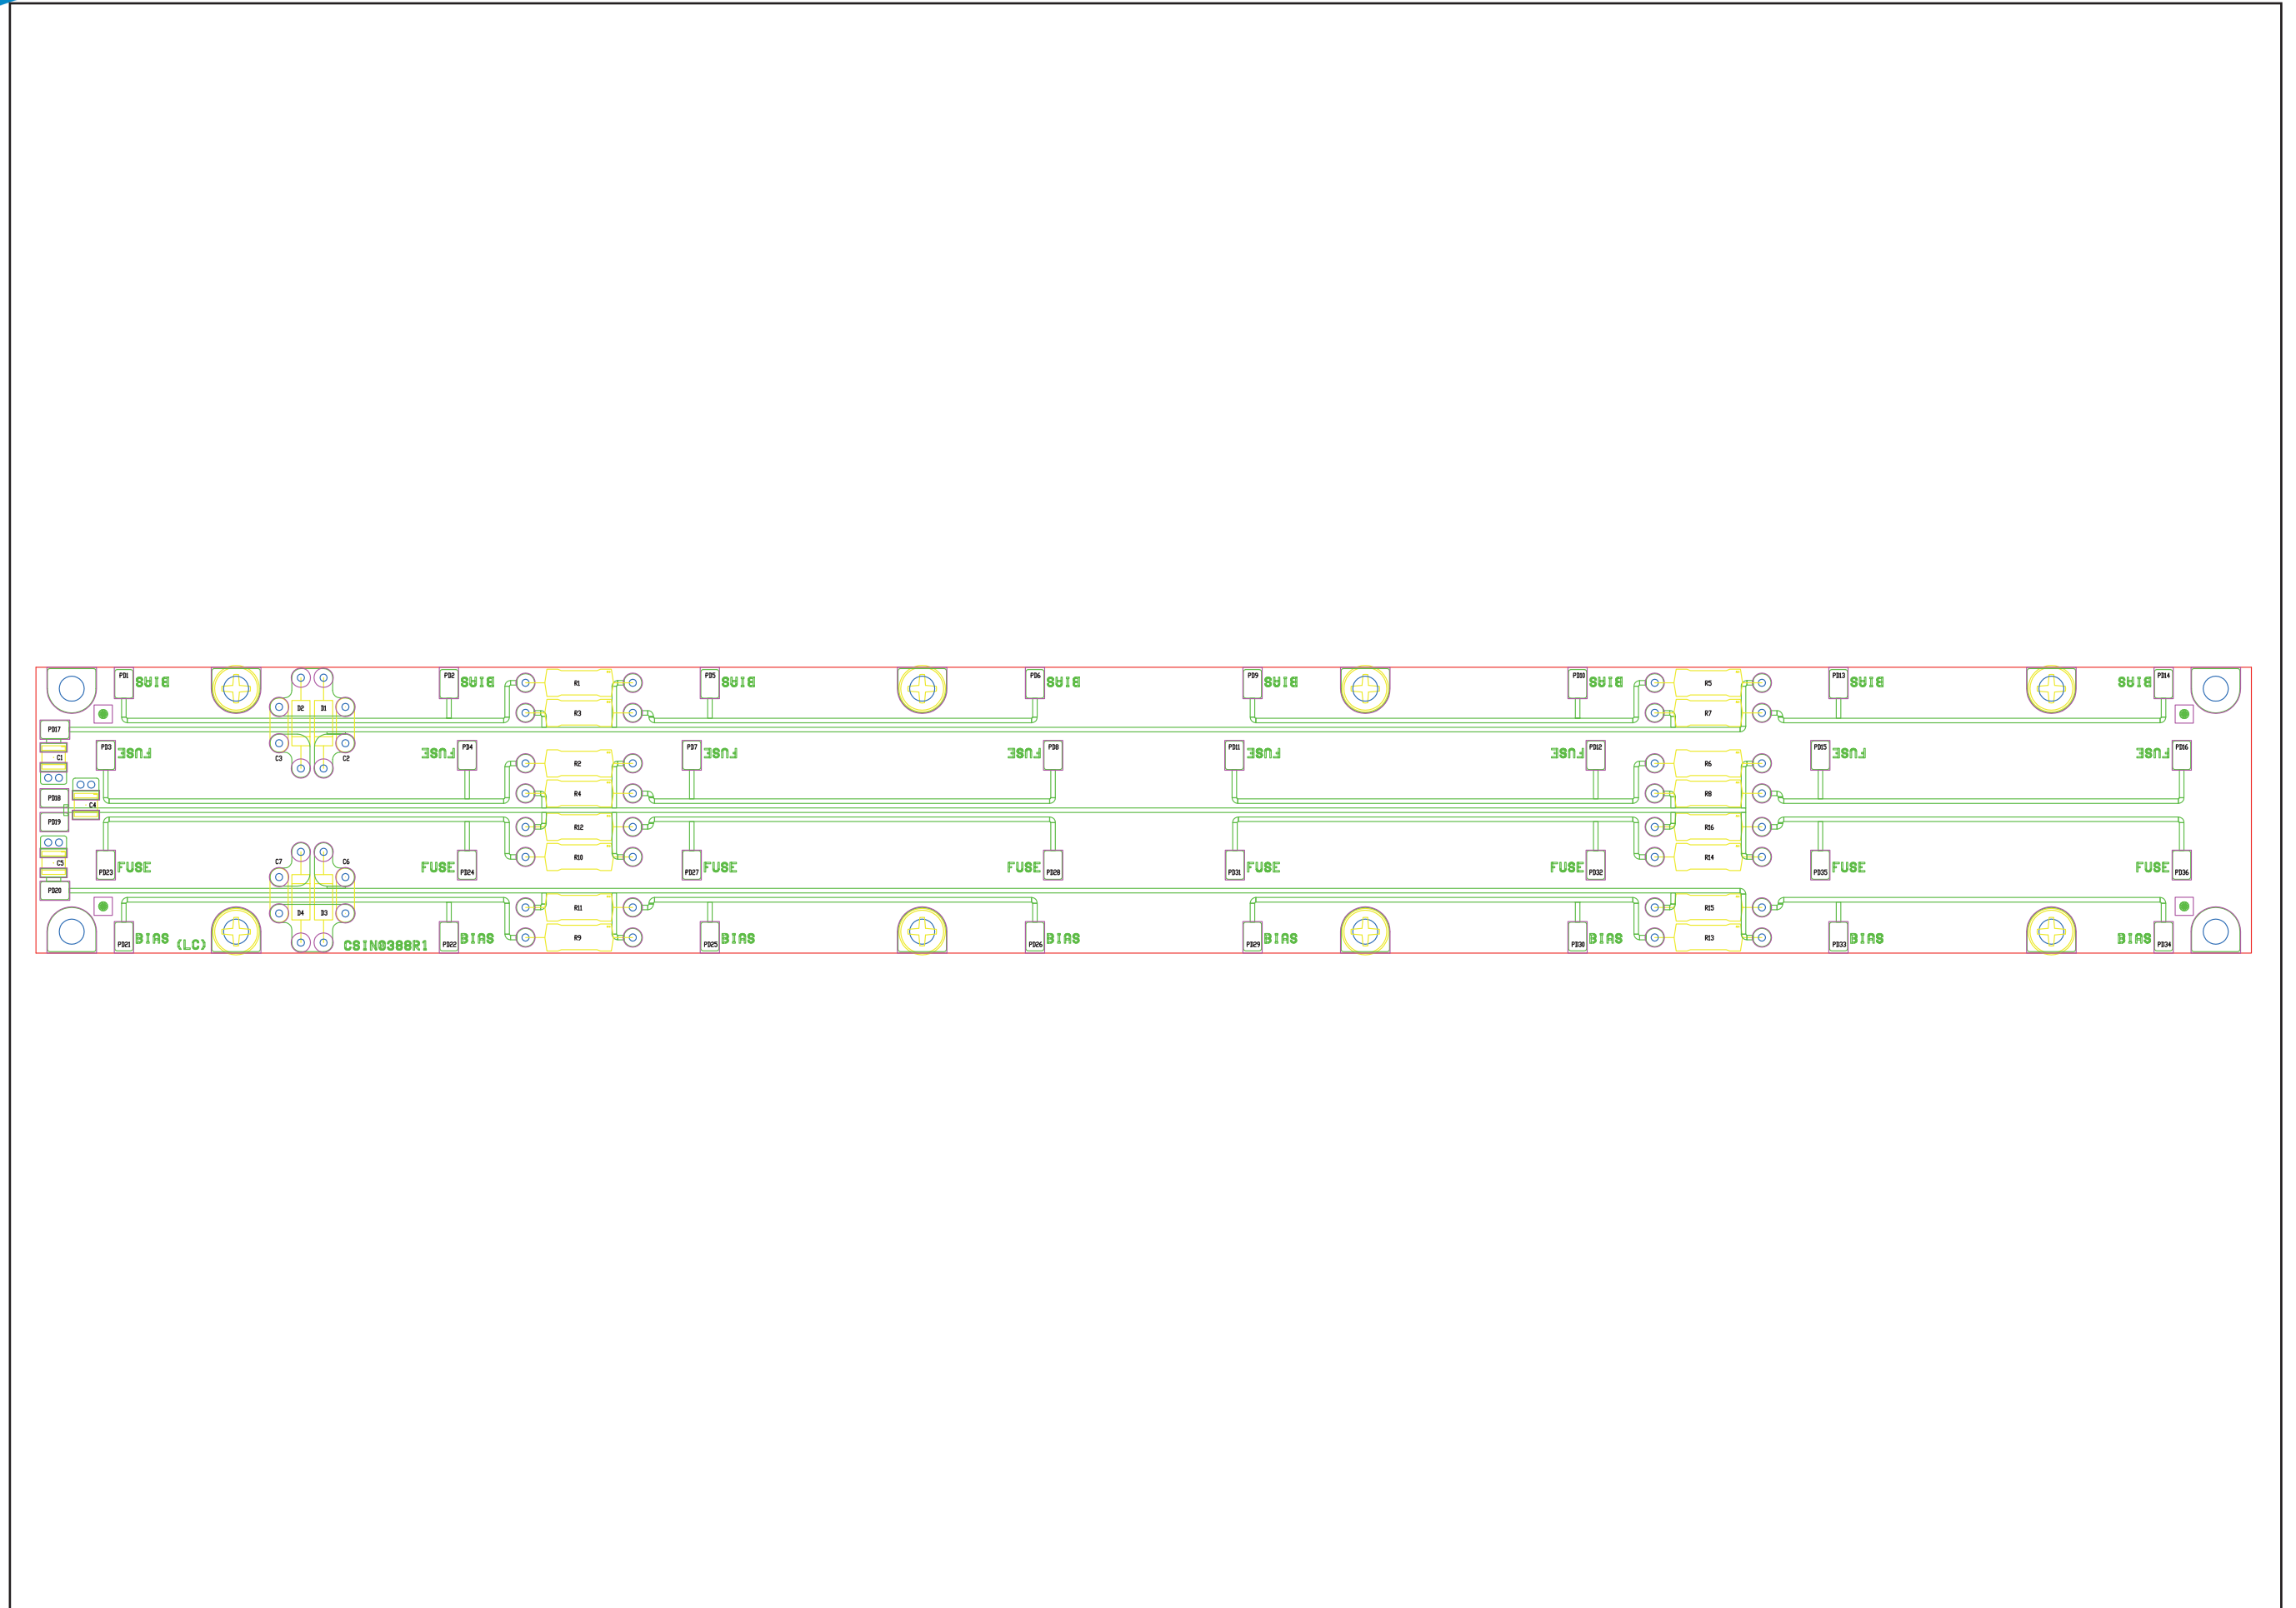 PD1 BIAS PD2 BIAS R1 PD5 BIAS PD6 BIAS PD9 BIAS PD10 BIAS R5 PD13 BIAS BIAS PD14
D2 D1 R3 R7
PD17
PD3 FUSE FUSE PD4 PD7 FUSE FUSE PD8 PD11 FUSE FUSE PD12 PD15 FUSE FUSE PD16
C1 C3 C2 R2 R6
PD18 C4 R4 R8
PD19 R12 R16
C5 C7 C6 R10 R14
PD23 FUSE FUSE PD24 PD27 FUSE FUSE PD28 PD31 FUSE FUSE PD32 PD35 FUSE FUSE PD36
PD20
D4 D3 R11 R15
PD21 BIAS (LC) CSIN0388R1 PD22 BIAS R9 PD25 BIAS PD26 BIAS PD29 BIAS PD30 BIAS R13 PD33 BIAS BIAS PD34